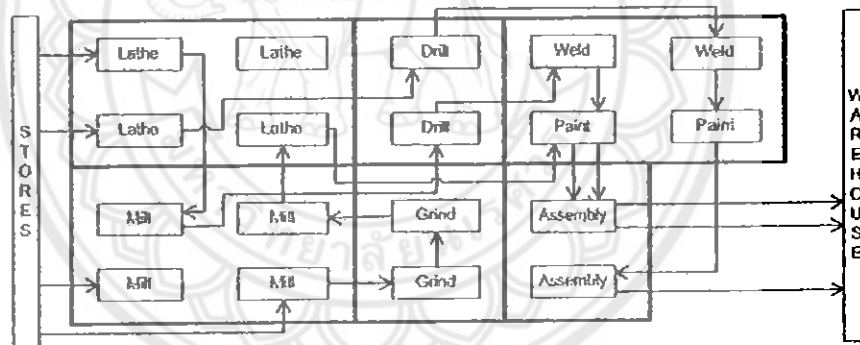 STORES
Lathe
Lathe
Drill
Weld
Weld
Lathe
Lathe
Drill
Paint
Paint
Mill
Mill
Grind
Assembly
Mill
Mill
Grind
Assembly
WAREHOUSE